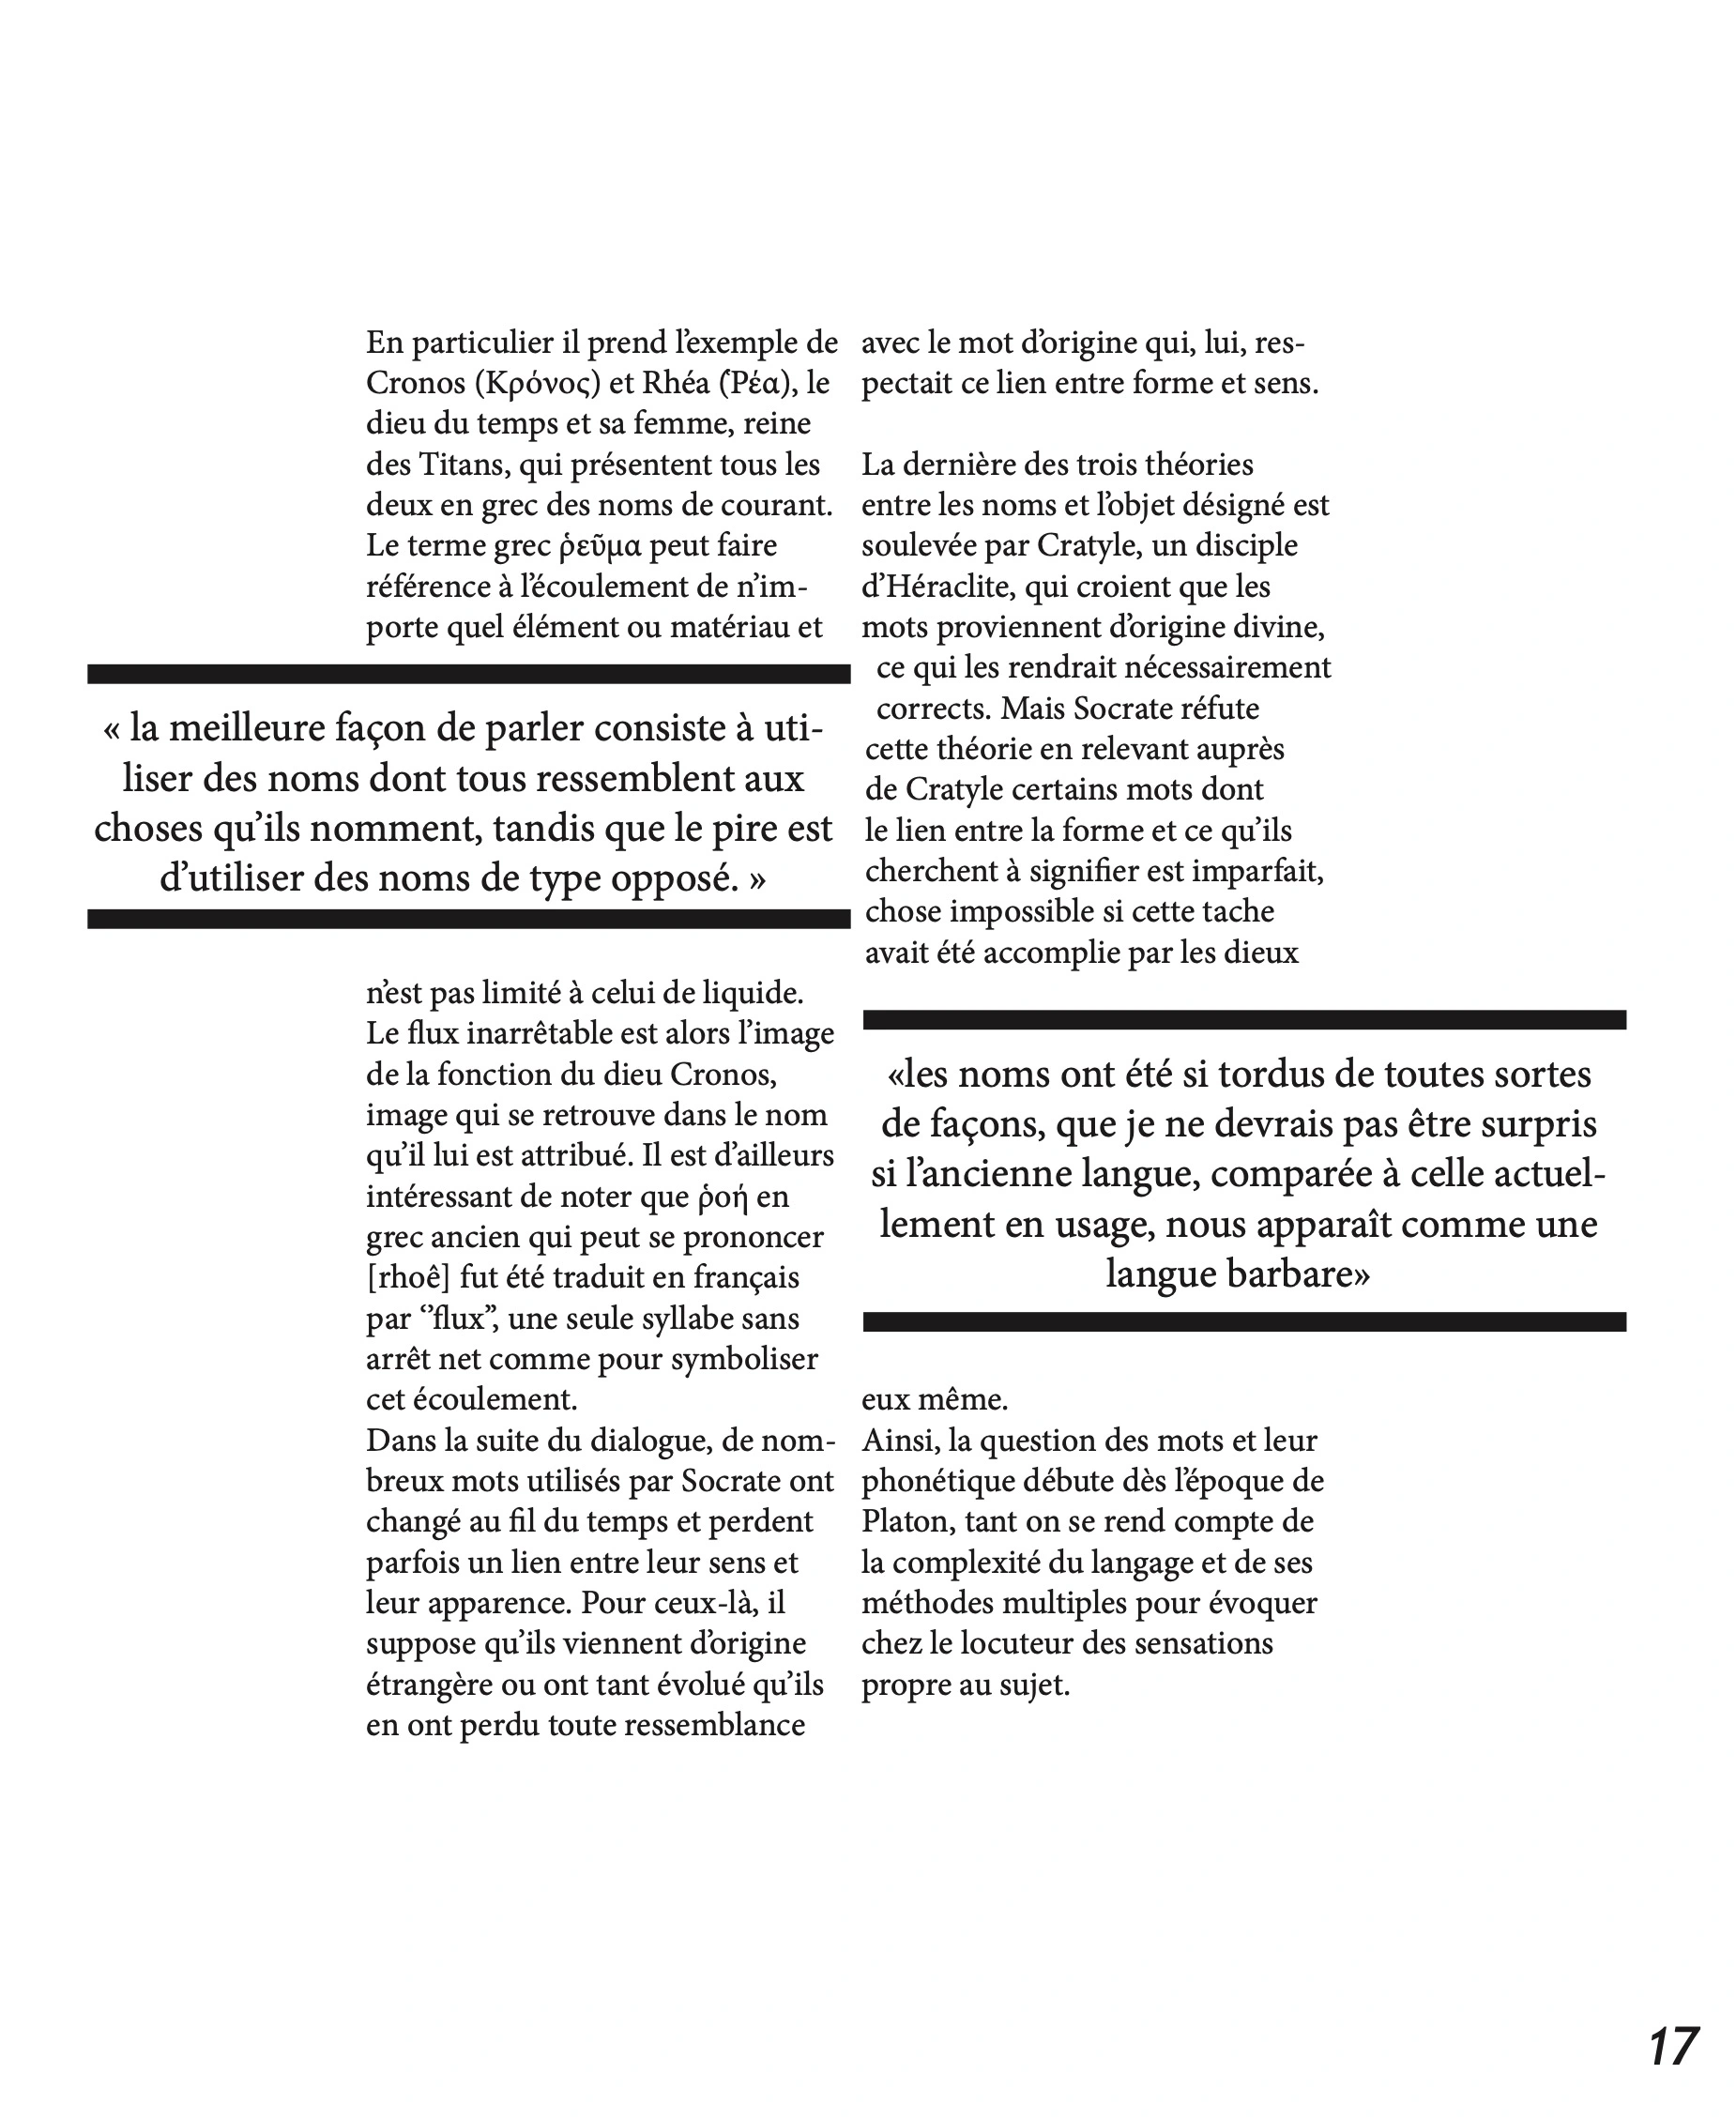 En particulier il prend l’exemple de
Cronos (Κρόνος) et Rhéa (Ῥέα), le
dieu du temps et sa femme, reine
des Titans, qui présentent tous les
deux en grec des noms de courant.
Le terme grec ῥεῦμα peut faire
référence à l’écoulement de n’im-
porte quel élément ou matériau et
« la meilleure façon de parler consiste à uti-
liser des noms dont tous ressemblent aux
choses qu’ils nomment, tandis que le pire est
d’utiliser des noms de type opposé. »
n’est pas limité à celui de liquide.
Le flux inarrêtable est alors l’image
de la fonction du dieu Cronos,
image qui se retrouve dans le nom
qu’il lui est attribué. Il est d’ailleurs
intéressant de noter que ῥοή en
grec ancien qui peut se prononcer
[rhoê] fut été traduit en français
par ‘’flux’’, une seule syllabe sans
arrêt net comme pour symboliser
cet écoulement.
Dans la suite du dialogue, de nom-
breux mots utilisés par Socrate ont
changé au fil du temps et perdent
parfois un lien entre leur sens et
leur apparence. Pour ceux-là, il
suppose qu’ils viennent d’origine
étrangère ou ont tant évolué qu’ils
en ont perdu toute ressemblance
avec le mot d’origine qui, lui, res-
pectait ce lien entre forme et sens.
La dernière des trois théories
entre les noms et l’objet désigné est
soulevée par Cratyle, un disciple
d’Héraclite, qui croient que les
mots proviennent d’origine divine,
ce qui les rendrait nécessairement
corrects. Mais Socrate réfute
cette théorie en relevant auprès
de Cratyle certains mots dont
le lien entre la forme et ce qu’ils
cherchent à signifier est imparfait,
chose impossible si cette tache
avait été accomplie par les dieux
«les noms ont été si tordus de toutes sortes
de façons, que je ne devrais pas être surpris
si l’ancienne langue, comparée à celle actuel-
lement en usage, nous apparaît comme une
langue barbare»
eux même.
Ainsi, la question des mots et leur
phonétique débute dès l’époque de
Platon, tant on se rend compte de
la complexité du langage et de ses
méthodes multiples pour évoquer
chez le locuteur des sensations
propre au sujet.
17